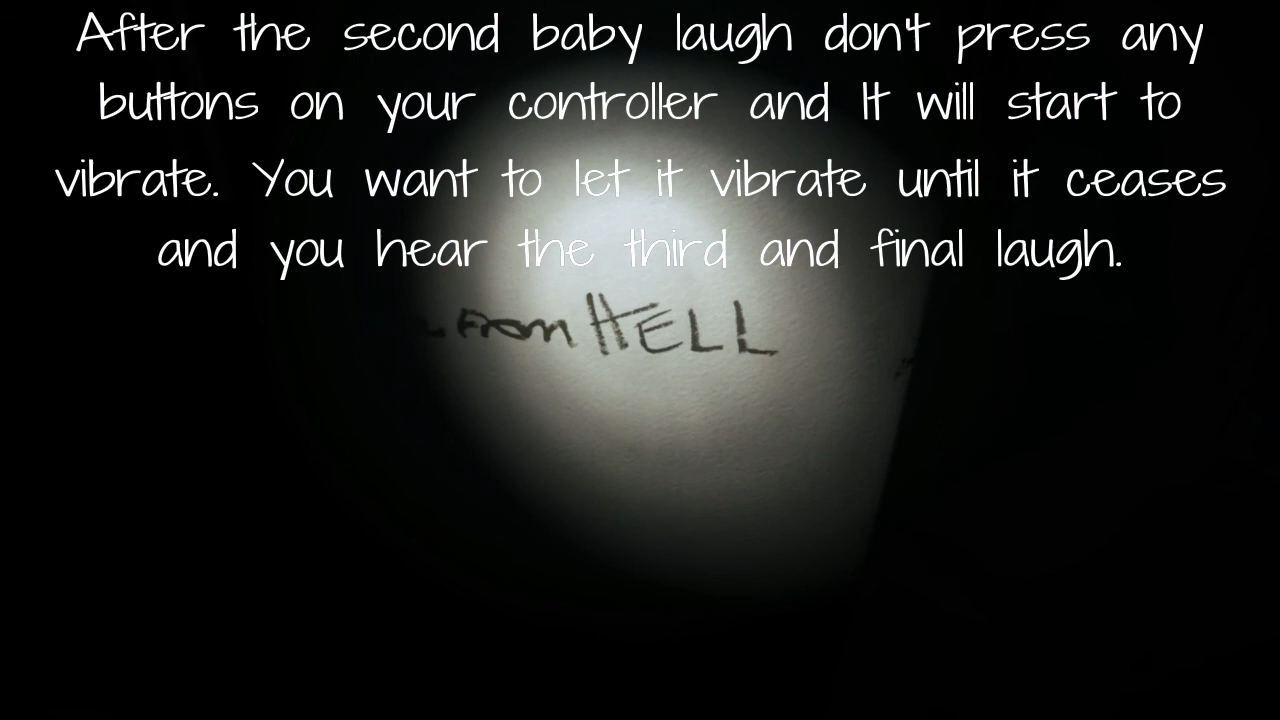 After the second baby laugh don't press any
buttons on your controller and It will start to
vibrate. You want to let it vibrate until it ceases
and you hear the third and final laugh.
From HELL